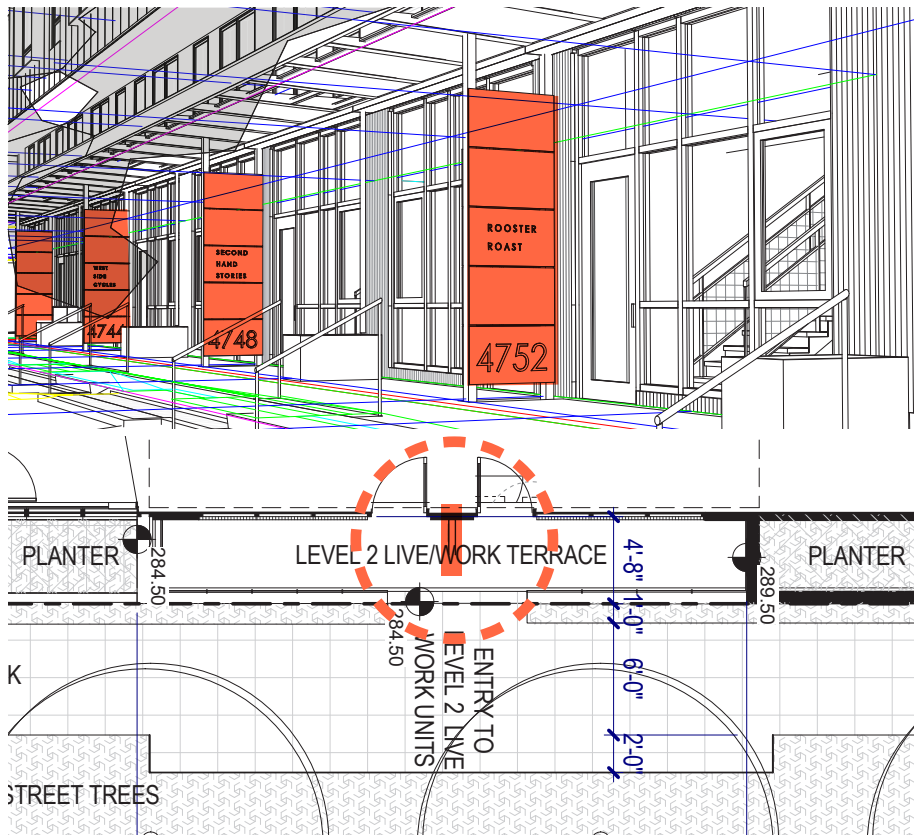 ROOSTER
ROAST
4752
SECOND
HAND
STORIES
4748
WEST
SIDE
CYCLES
4744
PLANTER
LEVEL 2 LIVE/WORK TERRACE
PLANTER
284.50
284.50
289.50
4'-8"
1'-0"
6'-0"
2'-0"
ENTRY TO
LEVEL 2 LIVE
WORK UNITS
K
STREET TREES